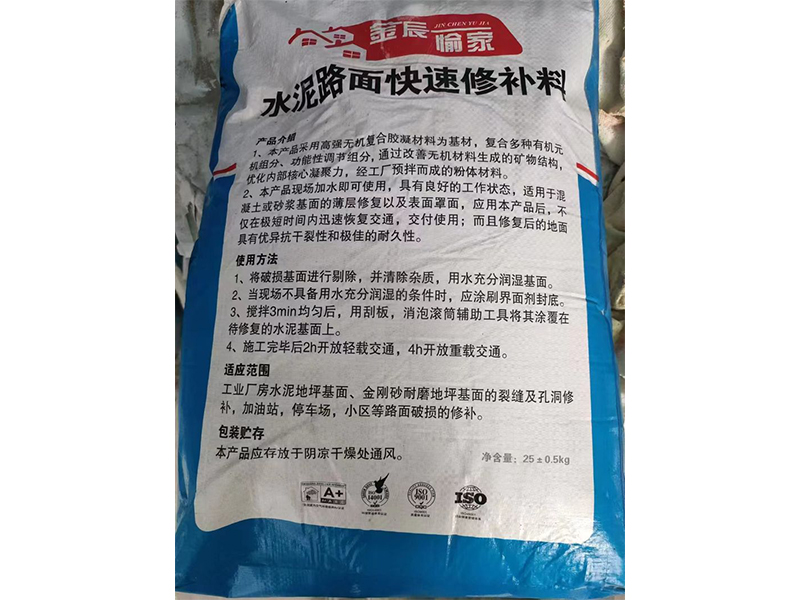 金辰
JIN CHEN YU JIA
愉家
水泥路面快速修补料
产品介绍
1、本产品采用高强无机复合胶凝材料为基材，复合多种有机元
机组分、功能性调节组分,通过改善无机材料生成的矿物结构，
优化内部核心凝聚力，经工厂预拌而成的粉体材料。
2、本产品现场加水即可使用，具有良好的工作状态，适用于混
凝土或砂浆基面的薄层修复以及表面罩面，应用本产品后，不
仅在极短时间内迅速恢复交通，交付使用；而且修复后的地面
具有优异抗干裂性和极佳的耐久性。
使用方法
1、将破损基面进行剔除，并清除杂质，用水充分润湿基面。
2、当现场不具备用水充分润湿的条件时，应涂刷界面剂封底。
3、搅拌3min均匀后，用刮板，消泡滚筒辅助工具将其涂覆在
待修复的水泥基面上。
4、施工完毕后2h开放轻载交通，4h开放重载交通。
适应范围
工业厂房水泥地坪基面、金刚砂耐磨地坪基面的裂缝及孔洞修
补，加油站，停车场，小区等路面破损的修补。
包装贮存
本产品应存放于阴凉干燥处通风。
净含量：25±0.5kg
A+
ISO
14001
ISO
9001
ISO